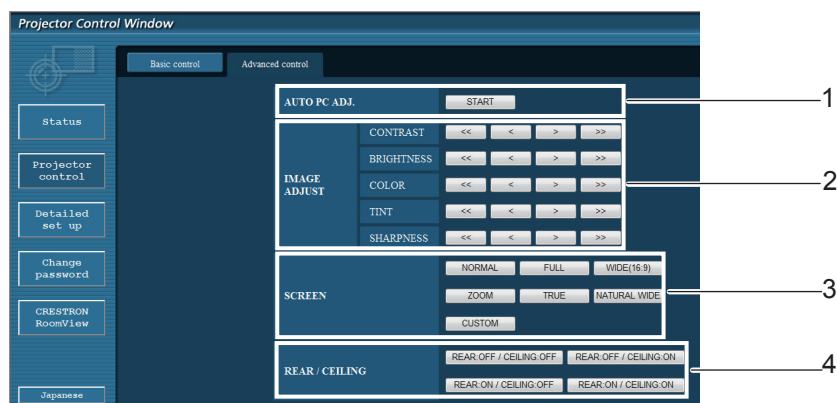 Projector Control Window
Basic control Advanced control
Status
Projector
control
Detailed
set up
Change
password
CRESTRON
RoomView
Japanese
AUTO PC ADJ. START 1
IMAGE
ADJUST
CONTRAST << < > >>
BRIGHTNESS << < > >>
COLOR << < > >>
TINT << < > >>
SHARPNESS << < > >>
2
SCREEN
NORMAL FULL WIDE(16:9)
ZOOM TRUE NATURAL WIDE
CUSTOM
3
REAR / CEILING
REAR:OFF / CEILING:OFF REAR:OFF / CEILING:ON
REAR:ON / CEILING:OFF REAR:ON / CEILING:ON
4